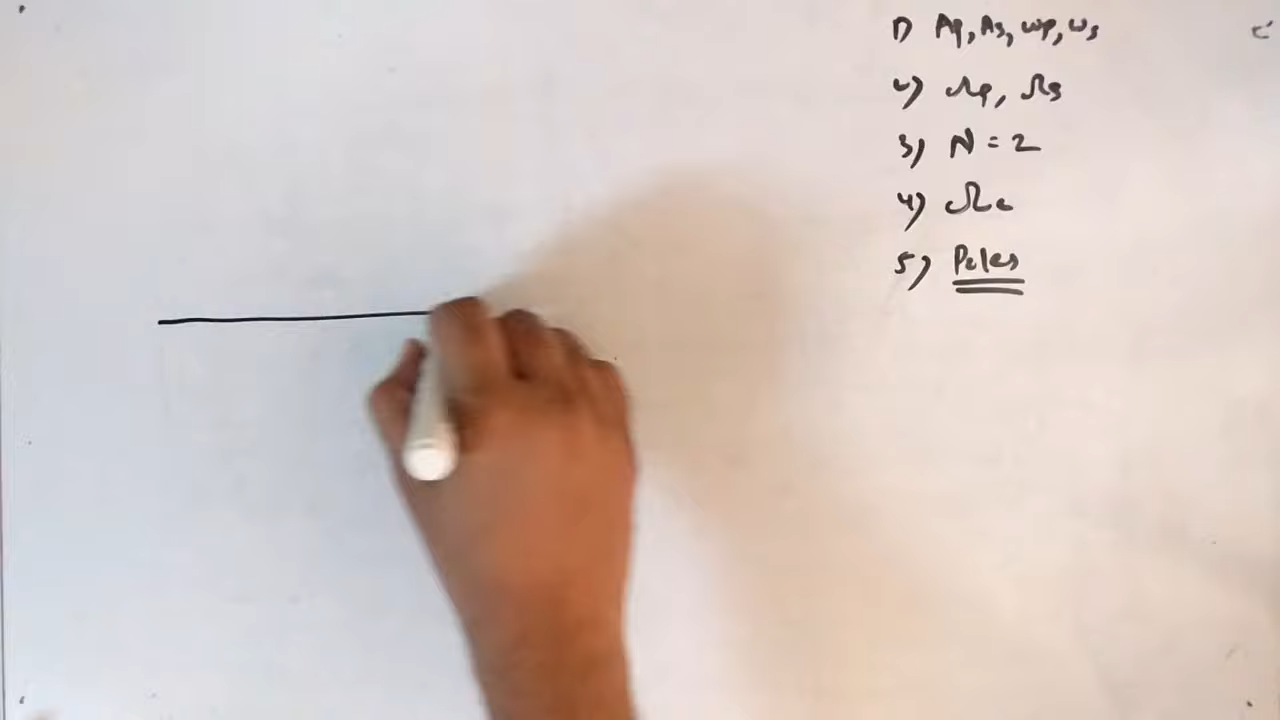 1) Ap, As, ωp, ωs
2) Ωp, Ωs
3) N = 2
4) Ωc
5) Poles